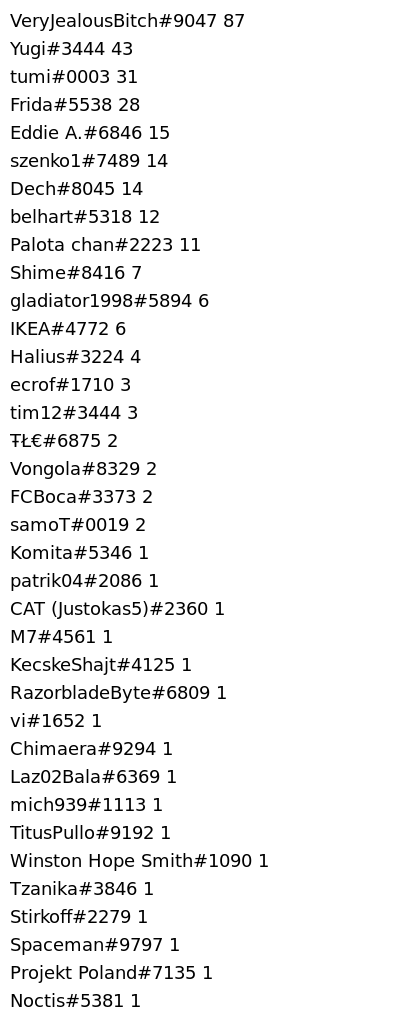 VeryJealousBitch#9047 87
Yugi#3444 43
tumi#0003 31
Frida#5538 28
Eddie A.#6846 15
szenko1#7489 14
Dech#8045 14
belhart#5318 12
Palota chan#2223 11
Shime#8416 7
gladiator1998#5894 6
IKEA#4772 6
Halius#3224 4
ecrof#1710 3
tim12#3444 3
ŦŁ€#6875 2
Vongola#8329 2
FCBoca#3373 2
samoT#0019 2
Komita#5346 1
patrik04#2086 1
CAT (Justokas5)#2360 1
M7#4561 1
KecskeShajt#4125 1
RazorbladeByte#6809 1
vi#1652 1
Chimaera#9294 1
Laz02Bala#6369 1
mich939#1113 1
TitusPullo#9192 1
Winston Hope Smith#1090 1
Tzanika#3846 1
Stirkoff#2279 1
Spaceman#9797 1
Projekt Poland#7135 1
Noctis#5381 1